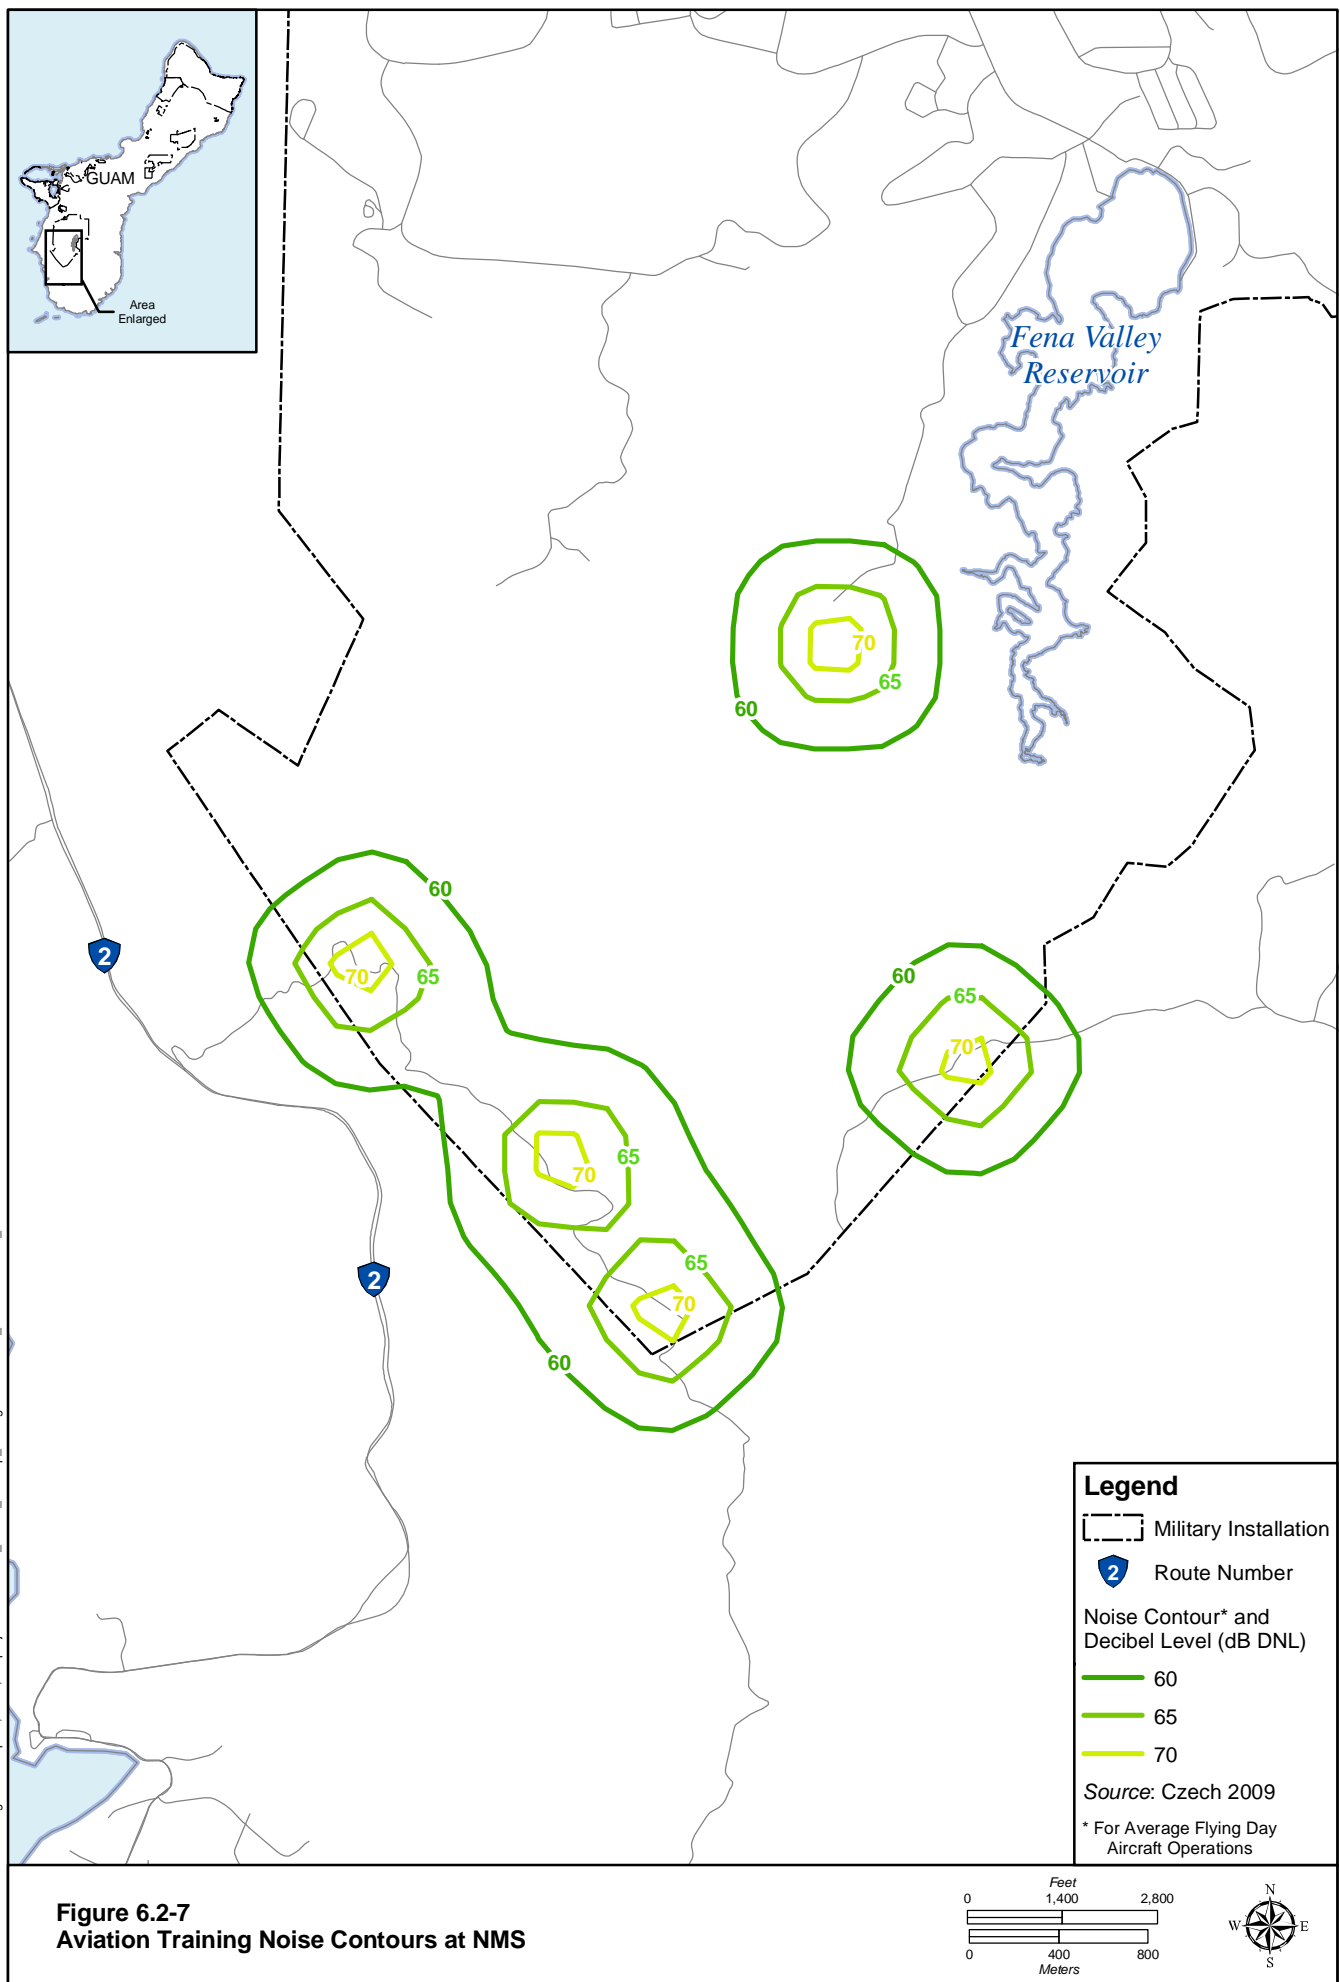 GUAM
Area
Enlarged
Fena Valley
Reservoir
70
65
60
60
65
70
2
60
65
70
65
70
65
70
60
2
Legend
Military Installation
2 Route Number
Noise Contour* and
Decibel Level (dB DNL)
60
65
70
Source: Czech 2009
* For Average Flying Day
Aircraft Operations
Figure 6.2-7
Aviation Training Noise Contours at NMS
Feet
0 1,400 2,800
0 400 800
Meters
N
W E
S